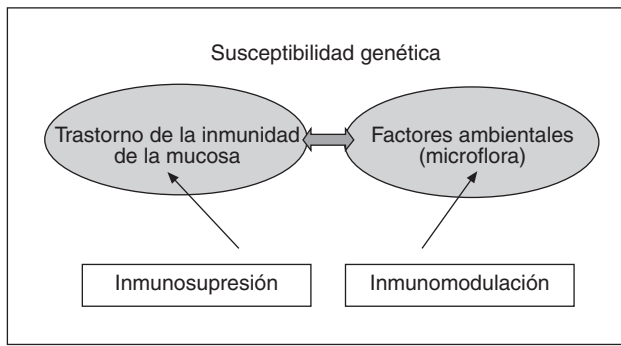 Susceptibilidad genética
Trastorno de la inmunidad
de la mucosa
Factores ambientales
(microflora)
Inmunosupresión
Inmunomodulación